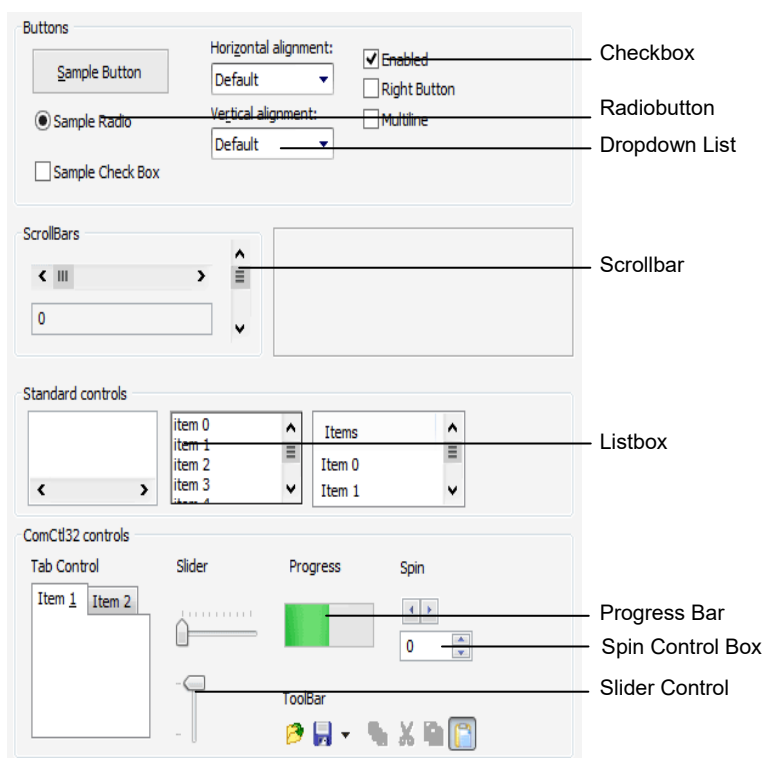 Buttons
Sample Button
Horizontal alignment:
Default
Enabled
Checkbox
Right Button
Sample Radio
Vertical alignment:
Multiline
Radiobutton
Default
Dropdown List
Sample Check Box
ScrollBars
Scrollbar
0
Standard controls
item 0
item 1
item 2
item 3
item 4
Items
Item 0
Item 1
Listbox
ComCtl32 controls
Tab Control
Slider
Progress
Spin
Item 1
Item 2
Progress Bar
0
Spin Control Box
Slider Control
ToolBar